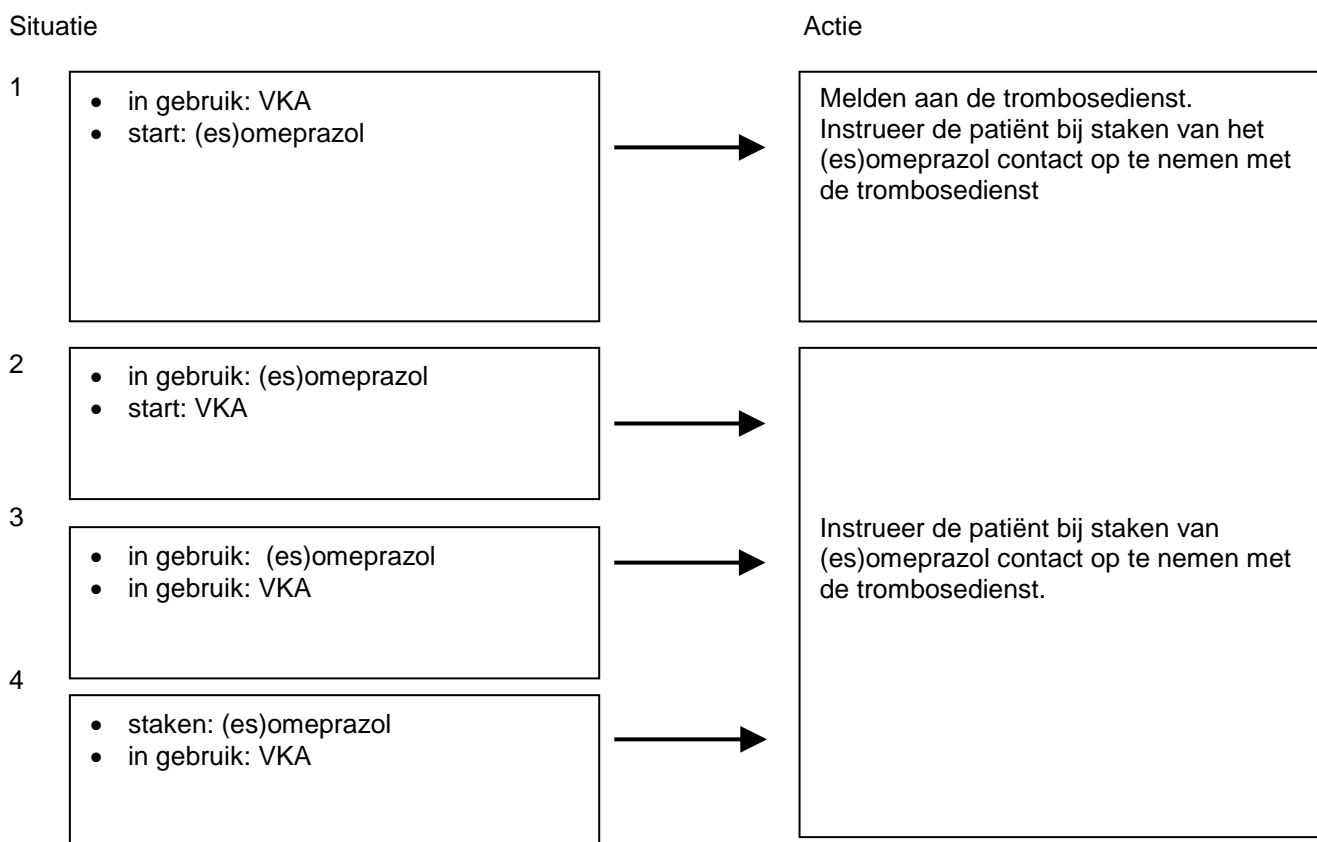 Situatie
Actie
1
• in gebruik: VKA
• start: (es)omeprazol
Melden aan de trombosedienst.
Instrueer de patiënt bij staken van het
(es)omeprazol contact op te nemen met
de trombosedienst
2
• in gebruik: (es)omeprazol
• start: VKA
3
• in gebruik: (es)omeprazol
• in gebruik: VKA
Instrueer de patiënt bij staken van
(es)omeprazol contact op te nemen met
de trombosedienst.
4
• staken: (es)omeprazol
• in gebruik: VKA